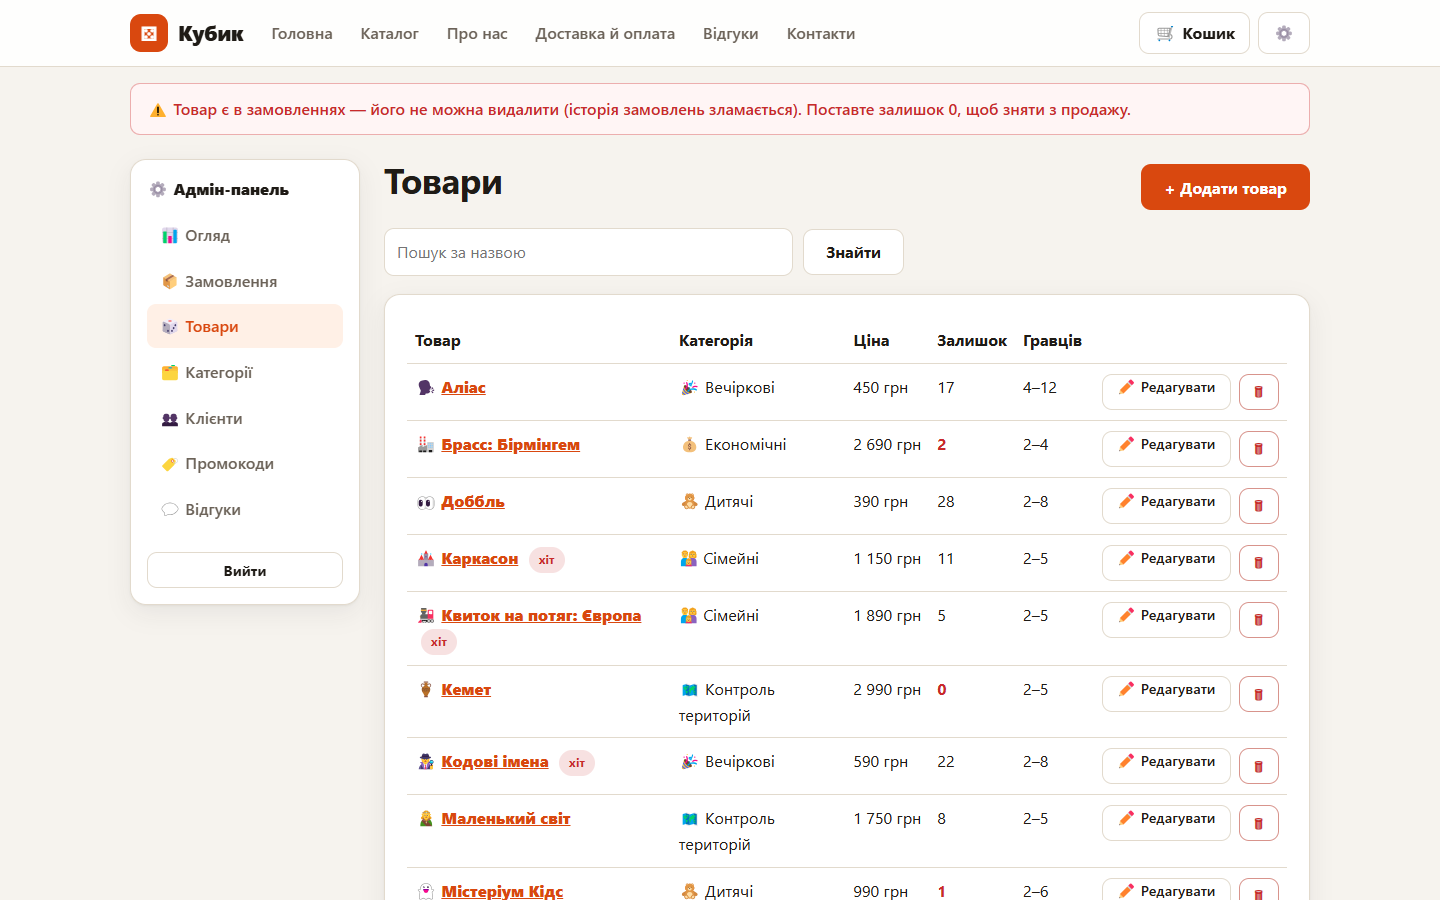 Кубик
Головна
Каталог
Про нас
Доставка й оплата
Відгуки
Контакти
Кошик
Товар є в замовленнях — його не можна видалити (історія замовлень зламається). Поставте залишок 0, щоб зняти з продажу.
Адмін-панель
Огляд
Замовлення
Товари
Категорії
Клієнти
Промокоди
Відгуки
Вийти
Товари
+ Додати товар
Пошук за назвою
Знайти
Товар Категорія Ціна Залишок Гравців
Аліас Вечіркові 450 грн 17 4–12 Редагувати
Брасс: Бірмінгем Економічні 2 690 грн 2 2–4 Редагувати
Доббль Дитячі 390 грн 28 2–8 Редагувати
Каркасон хіт Сімейні 1 150 грн 11 2–5 Редагувати
Квиток на потяг: Європа Сімейні 1 890 грн 5 2–5 Редагувати
хіт
Кемет Контроль 2 990 грн 0 2–5 Редагувати
територій
Кодові імена хіт Вечіркові 590 грн 22 2–8 Редагувати
Маленький світ Контроль 1 750 грн 8 2–5 Редагувати
територій
Містеріум Кідс Дитячі 990 грн 1 2–6 Редагувати